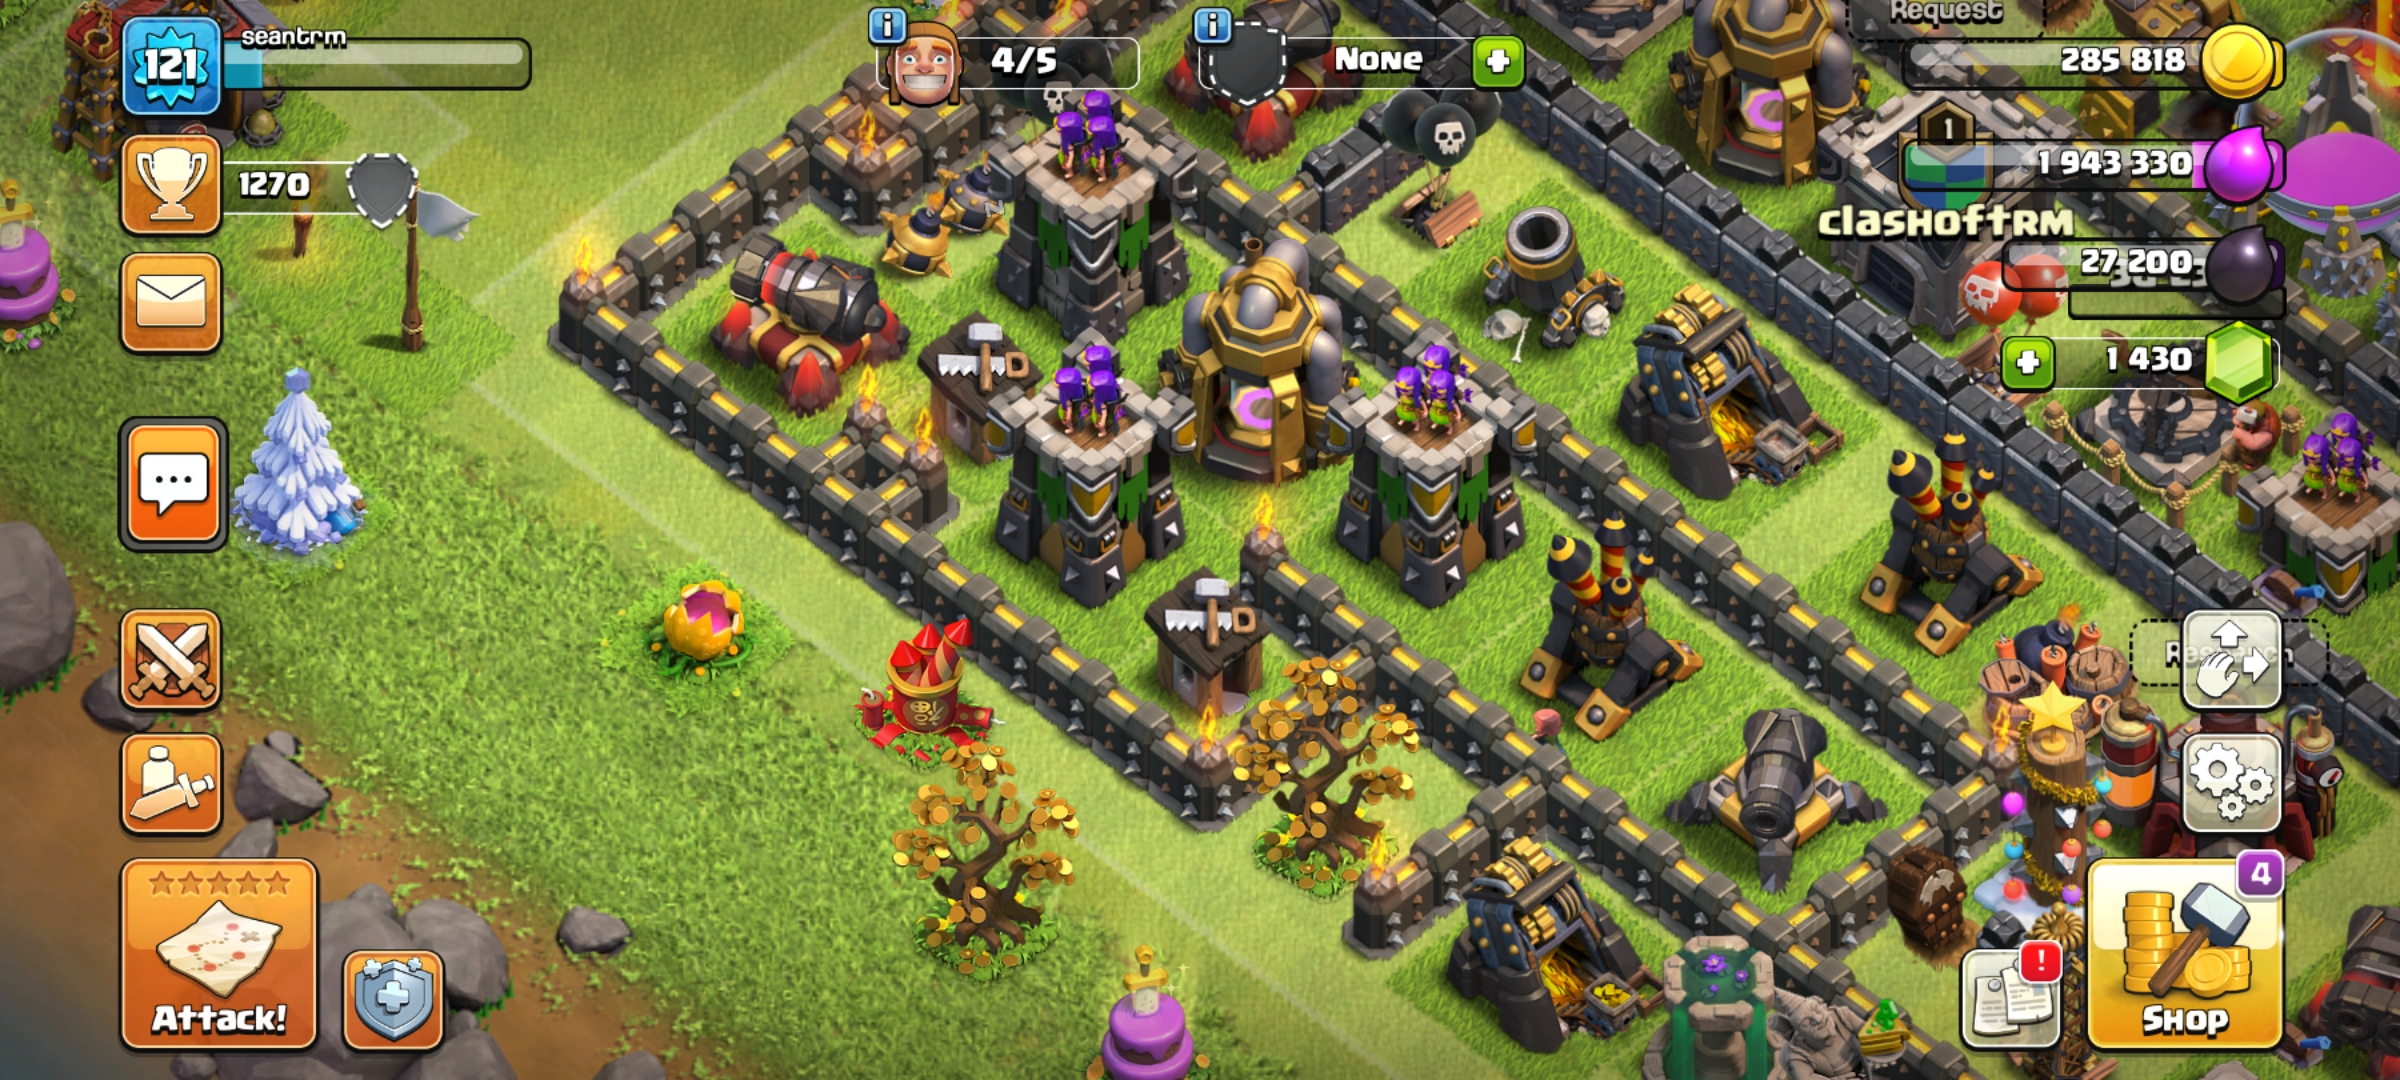 Request
121
seantrm
4/5
None
285 818
1270
1
1 943 330
clashoftRM
27 200
1 430
4
Attack!
!
Shop